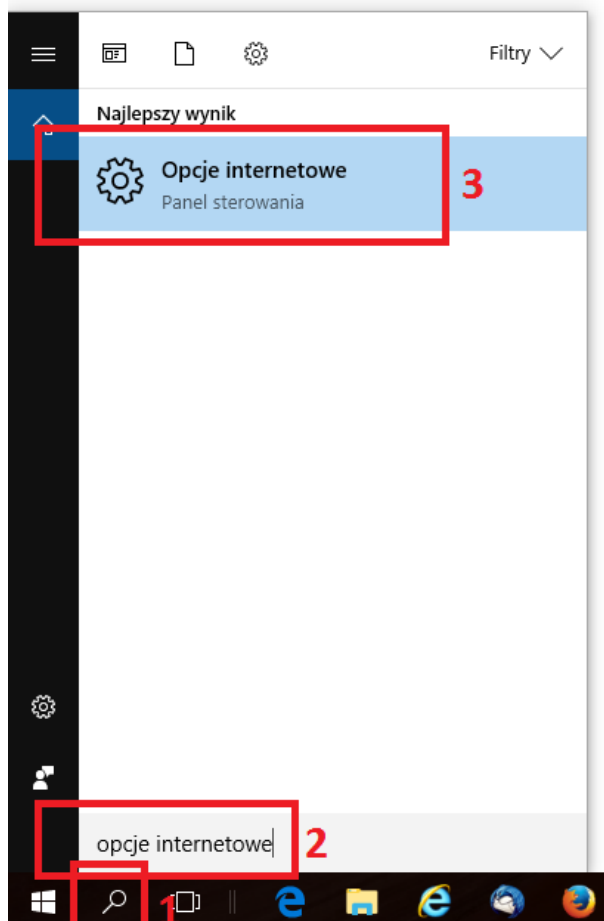 Filtry
Najlepszy wynik
Opcje internetowe
Panel sterowania
3
opcje internetowe
2
1